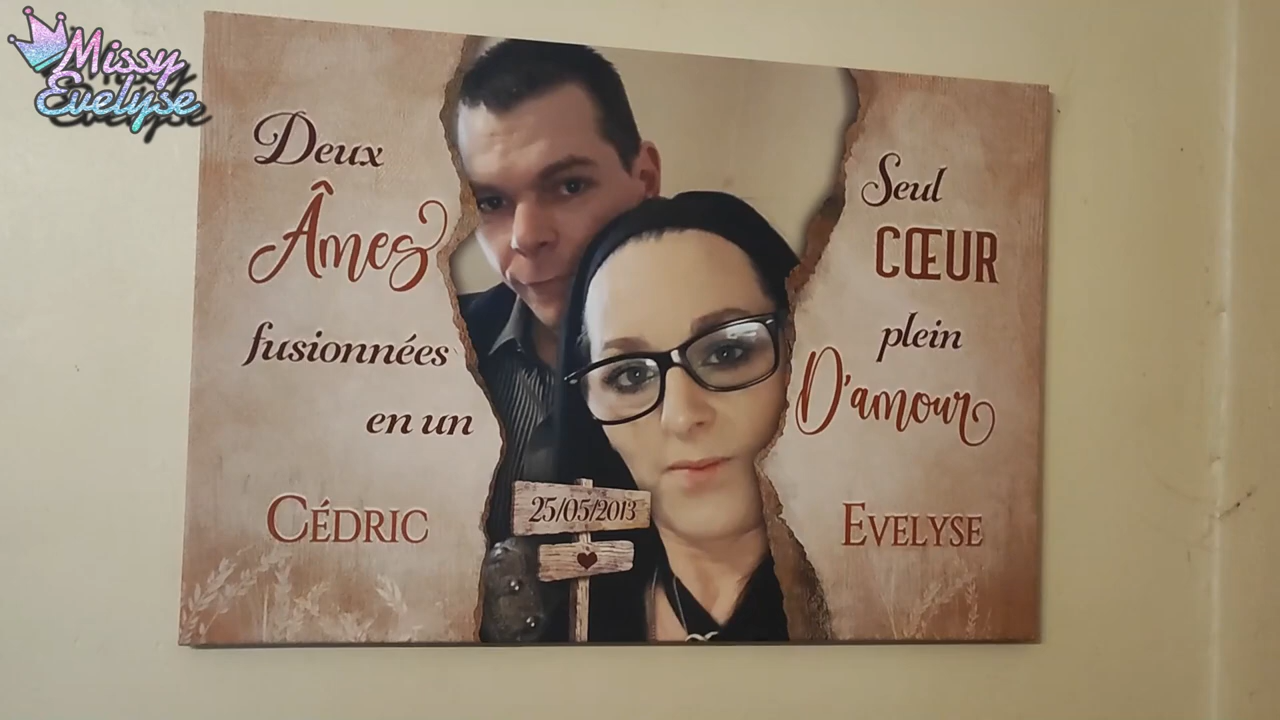 Missy
Evelyse
Deux
Âmes
fusionnées
en un
CÉDRIC
25/05/2013
Seul
CŒUR
plein
D'amour
EVELYSE